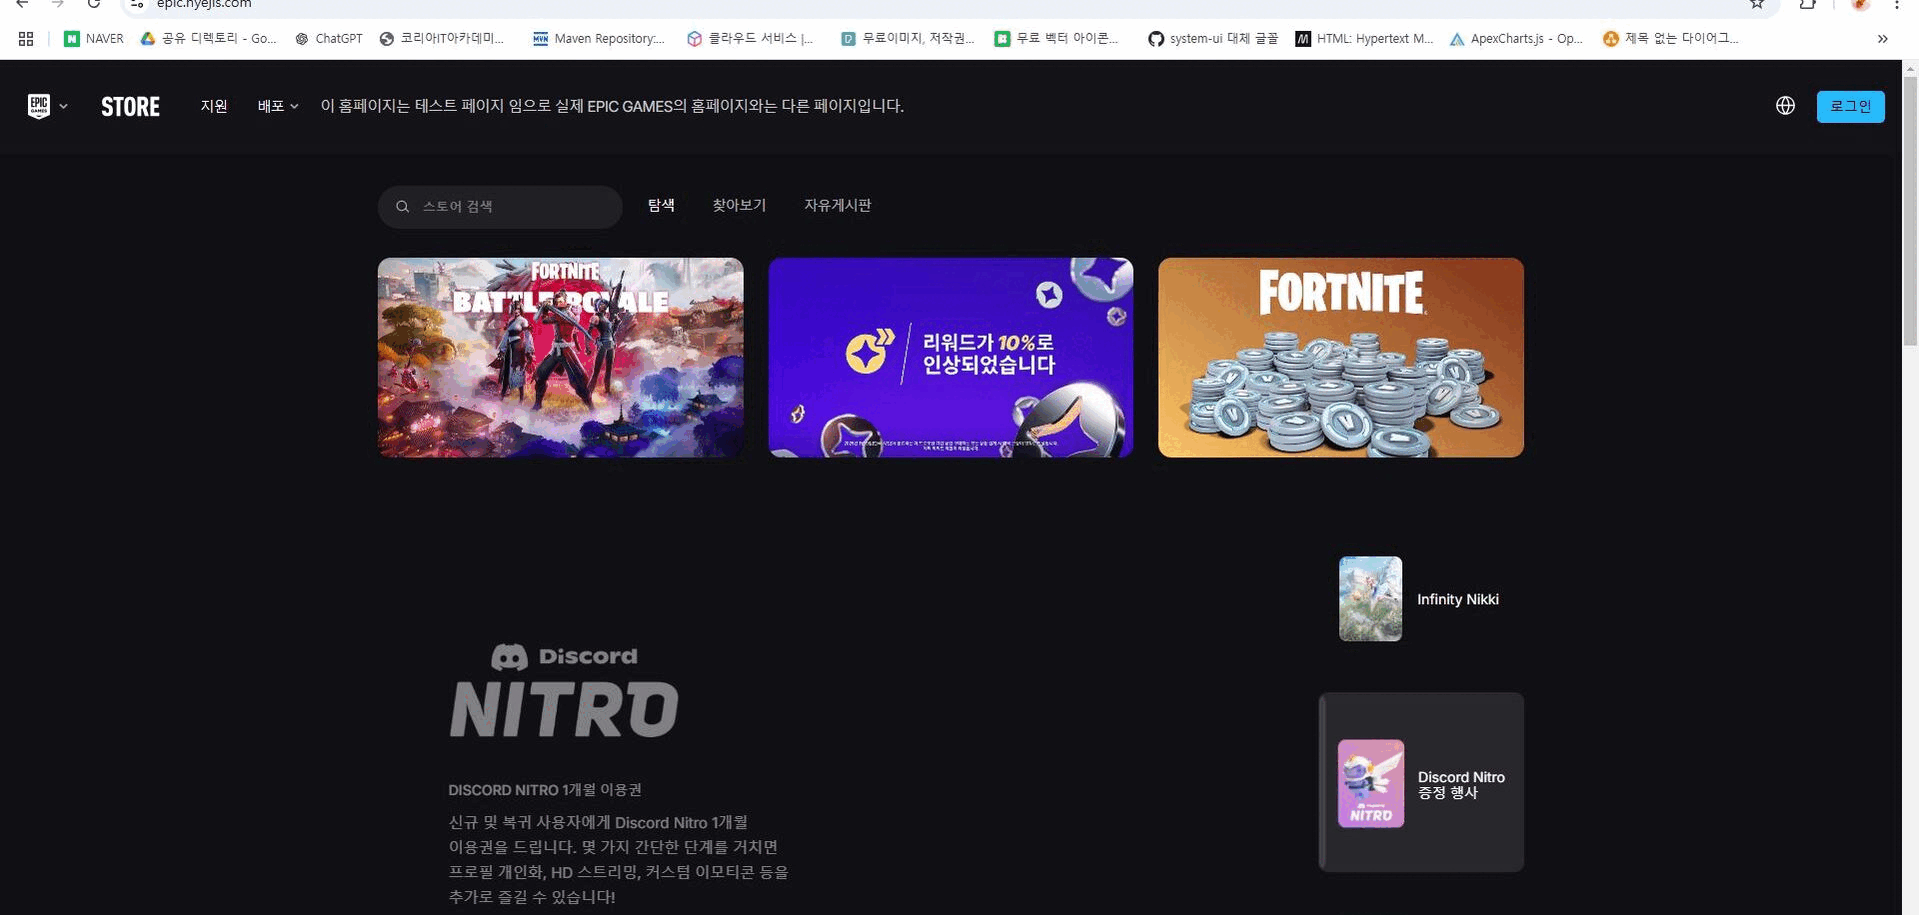 epic.nyejis.com
NAVER
공유 디렉토리 - Go...
ChatGPT
코리아IT아카데미...
Maven Repository:...
클라우드 서비스 |...
무료이미지, 저작권...
무료 벡터 아이콘...
system-ui 대체 글꼴
HTML: Hypertext M...
ApexCharts.js - Op...
제목 없는 다이어그...
EPIC GAMES
STORE
지원
배포
이 홈페이지는 테스트 페이지 임으로 실제 EPIC GAMES의 홈페이지와는 다른 페이지입니다.
로그인
스토어 검색
탐색
찾아보기
자유게시판
FORTNITE
BATTLE ROYALE
리워드가 10%로
인상되었습니다
FORTNITE
Infinity Nikki
Discord
NITRO
DISCORD NITRO 1개월 이용권
신규 및 복귀 사용자에게 Discord Nitro 1개월
이용권을 드립니다. 몇 가지 간단한 단계를 거치면
프로필 개인화, HD 스트리밍, 커스텀 이모티콘 등을
추가로 즐길 수 있습니다!
Discord
NITRO
Discord Nitro
증정 행사